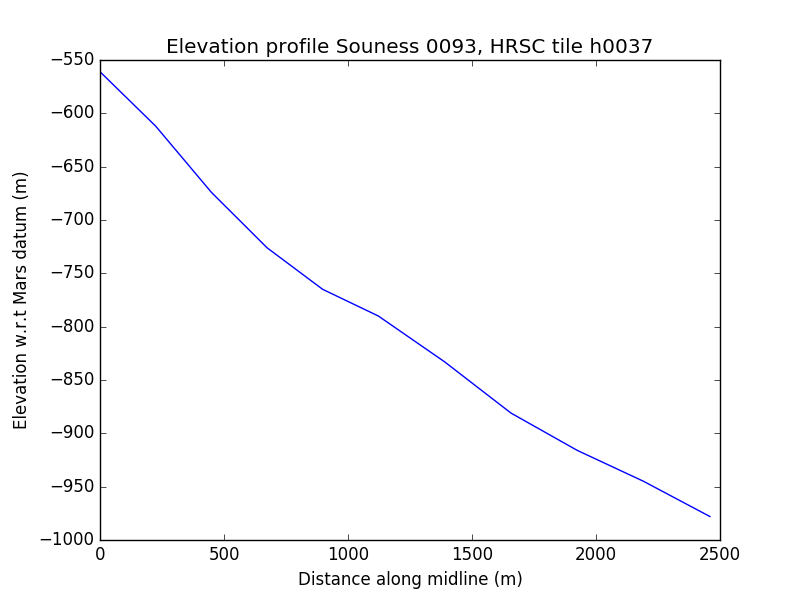 Elevation profile Souness 0093, HRSC tile h0037
−550
−600
−650
−700
−750
−800
−850
−900
−950
−1000
Elevation w.r.t Mars datum (m)
0 500 1000 1500 2000 2500
Distance along midline (m)